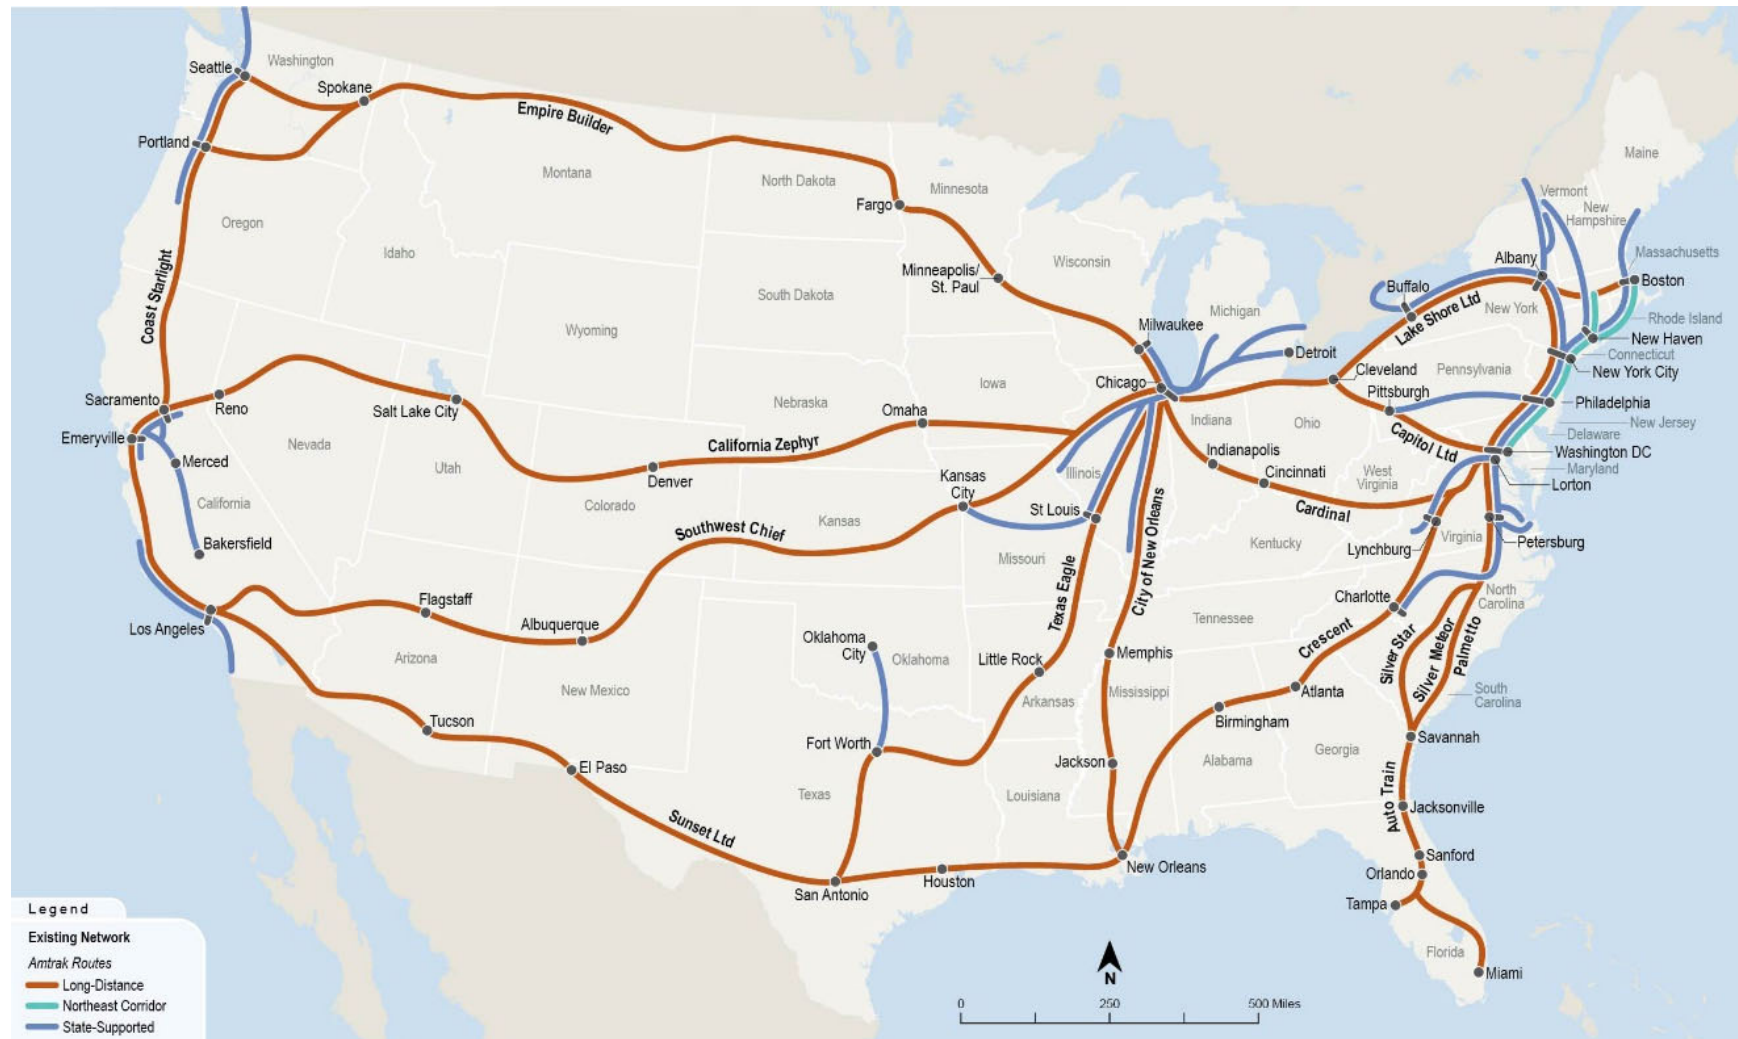 Seattle
Washington
Spokane
Empire Builder
Portland
Montana
North Dakota
Minnesota
Fargo
Oregon
Idaho
Coast Starlight
Minneapolis/
St. Paul
Wisconsin
South Dakota
Wyoming
Michigan
Milwaukee
Detroit
Maine
Vermont
New
Hampshire
Massachusetts
Albany
Boston
Buffalo
Lake Shore Ltd
New York
Rhode Island
New Haven
Connecticut
New York City
Cleveland
Pennsylvania
Pittsburgh
Philadelphia
New Jersey
Delaware
Capitol Ltd
Washington DC
Maryland
Lorton
Chicago
Iowa
Nebraska
Omaha
Sacramento
Reno
Salt Lake City
Emeryville
Merced
Nevada
Utah
California Zephyr
Denver
Colorado
California
Bakersfield
Kansas
City
Kansas
Southwest Chief
Illinois
Indiana
Ohio
Indianapolis
Cincinnati
West
Virginia
Cardinal
St Louis
Missouri
Kentucky
Lynchburg
Virginia
Petersburg
Texas Eagle
City of New Orleans
Charlotte
North
Carolina
Tennessee
Crescent
Silver Star
Silver Meteor
Palmetto
South
Carolina
Los Angeles
Flagstaff
Albuquerque
Arizona
New Mexico
Oklahoma
City
Oklahoma
Little Rock
Arkansas
Memphis
Mississippi
Atlanta
Birmingham
Tucson
El Paso
Fort Worth
Texas
Jackson
Louisiana
Alabama
Georgia
Savannah
Auto Train
Jacksonville
Sunset Ltd
San Antonio
Houston
New Orleans
Sanford
Orlando
Tampa
Florida
Miami
Legend
Existing Network
Amtrak Routes
Long-Distance
Northeast Corridor
State-Supported
N
0 250 500 Miles